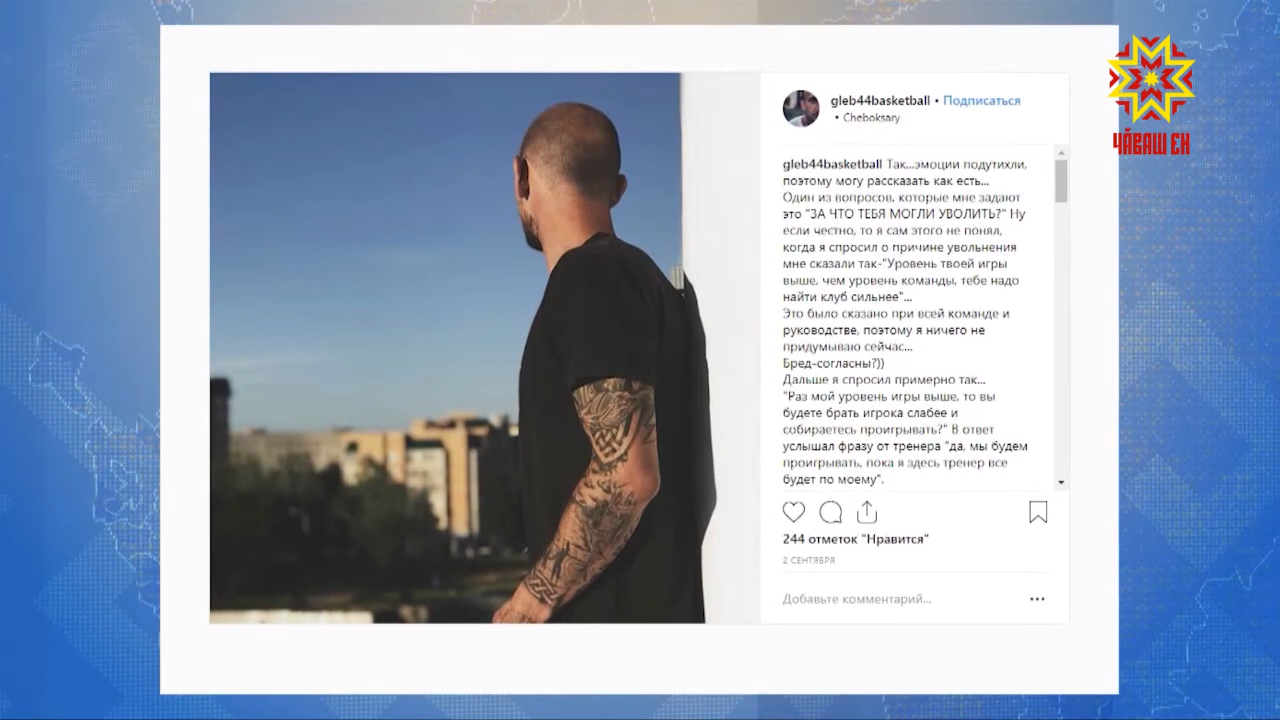 ЧӐВАШ ЕН
gleb44basketball • Подписаться
• Cheboksary
gleb44basketball Так...эмоции подутихли,
поэтому могу рассказать как есть...
Один из вопросов, которые мне задают
это "ЗА ЧТО ТЕБЯ МОГЛИ УВОЛИТЬ?" Ну
если честно, то я сам этого не понял,
когда я спросил о причине увольнения
мне сказали так-"Уровень твоей игры
выше, чем уровень команды, тебе надо
найти клуб сильнее"...
Это было сказано при всей команде и
руководстве, поэтому я ничего не
придумываю сейчас...
Бред-согласны?))
Дальше я спросил примерно так...
"Раз мой уровень игры выше, то вы
будете брать игрока слабее и
собираетесь проигрывать?" В ответ
услышал фразу от тренера "да, мы будем
проигрывать, пока я здесь тренер все
будет по моему".
244 отметок "Нравится"
2 СЕНТЯБРЯ
Добавьте комментарий...